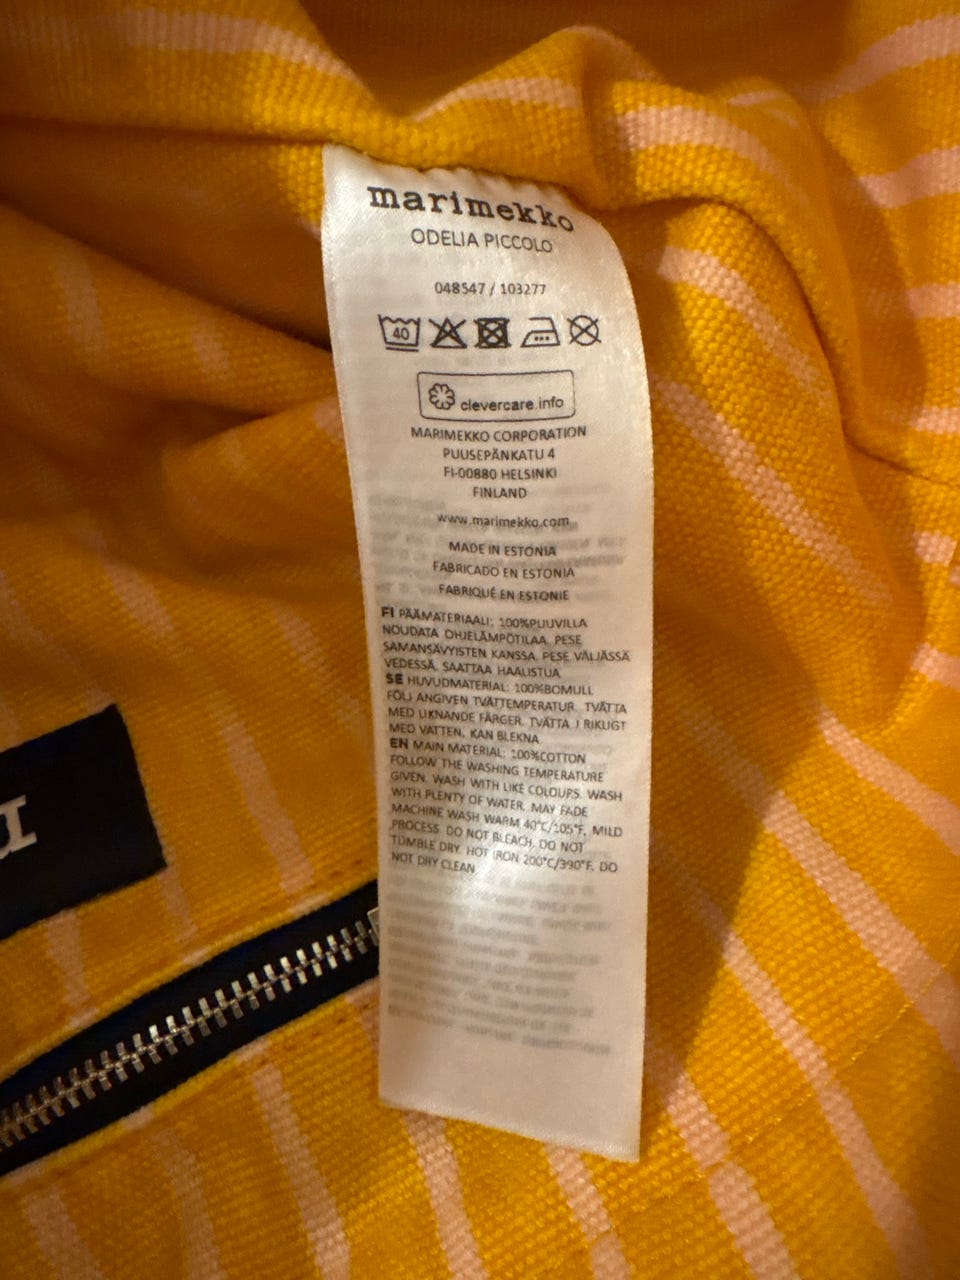 marimekko
ODELIA PICCOLO
048547 / 103277
40
clevercare.info
MARIMEKKO CORPORATION
PUUSEPÄNKATU 4
FI-00880 HELSINKI
FINLAND
www.marimekko.com
MADE IN ESTONIA
FABRICADO EN ESTONIA
FABRIQUÉ EN ESTONIE
FI PÄÄMATERIAALI: 100%PUUVILLA
NOUDATA OHJELÄMPÖTILAA. PESE
SAMANSÄVYISTEN KANSSA. PESE VÄLJÄSSÄ
VEDESSÄ. SAATTAA HAALISTUA
SE HUVUDMATERIAL: 100%BOMULL
FÖLJ ANGIVEN TVÄTTEMPERATUR. TVÄTTA
MED LIKNANDE FÄRGER. TVÄTTA I RIKLIGT
MED VATTEN. KAN BLEKNA
EN MAIN MATERIAL: 100%COTTON
FOLLOW THE WASHING TEMPERATURE
GIVEN. WASH WITH LIKE COLOURS. WASH
WITH PLENTY OF WATER. MAY FADE
MACHINE WASH WARM 40°C/105°F, MILD
PROCESS. DO NOT BLEACH. DO NOT
TUMBLE DRY. HOT IRON 200°C/390°F. DO
NOT DRY CLEAN